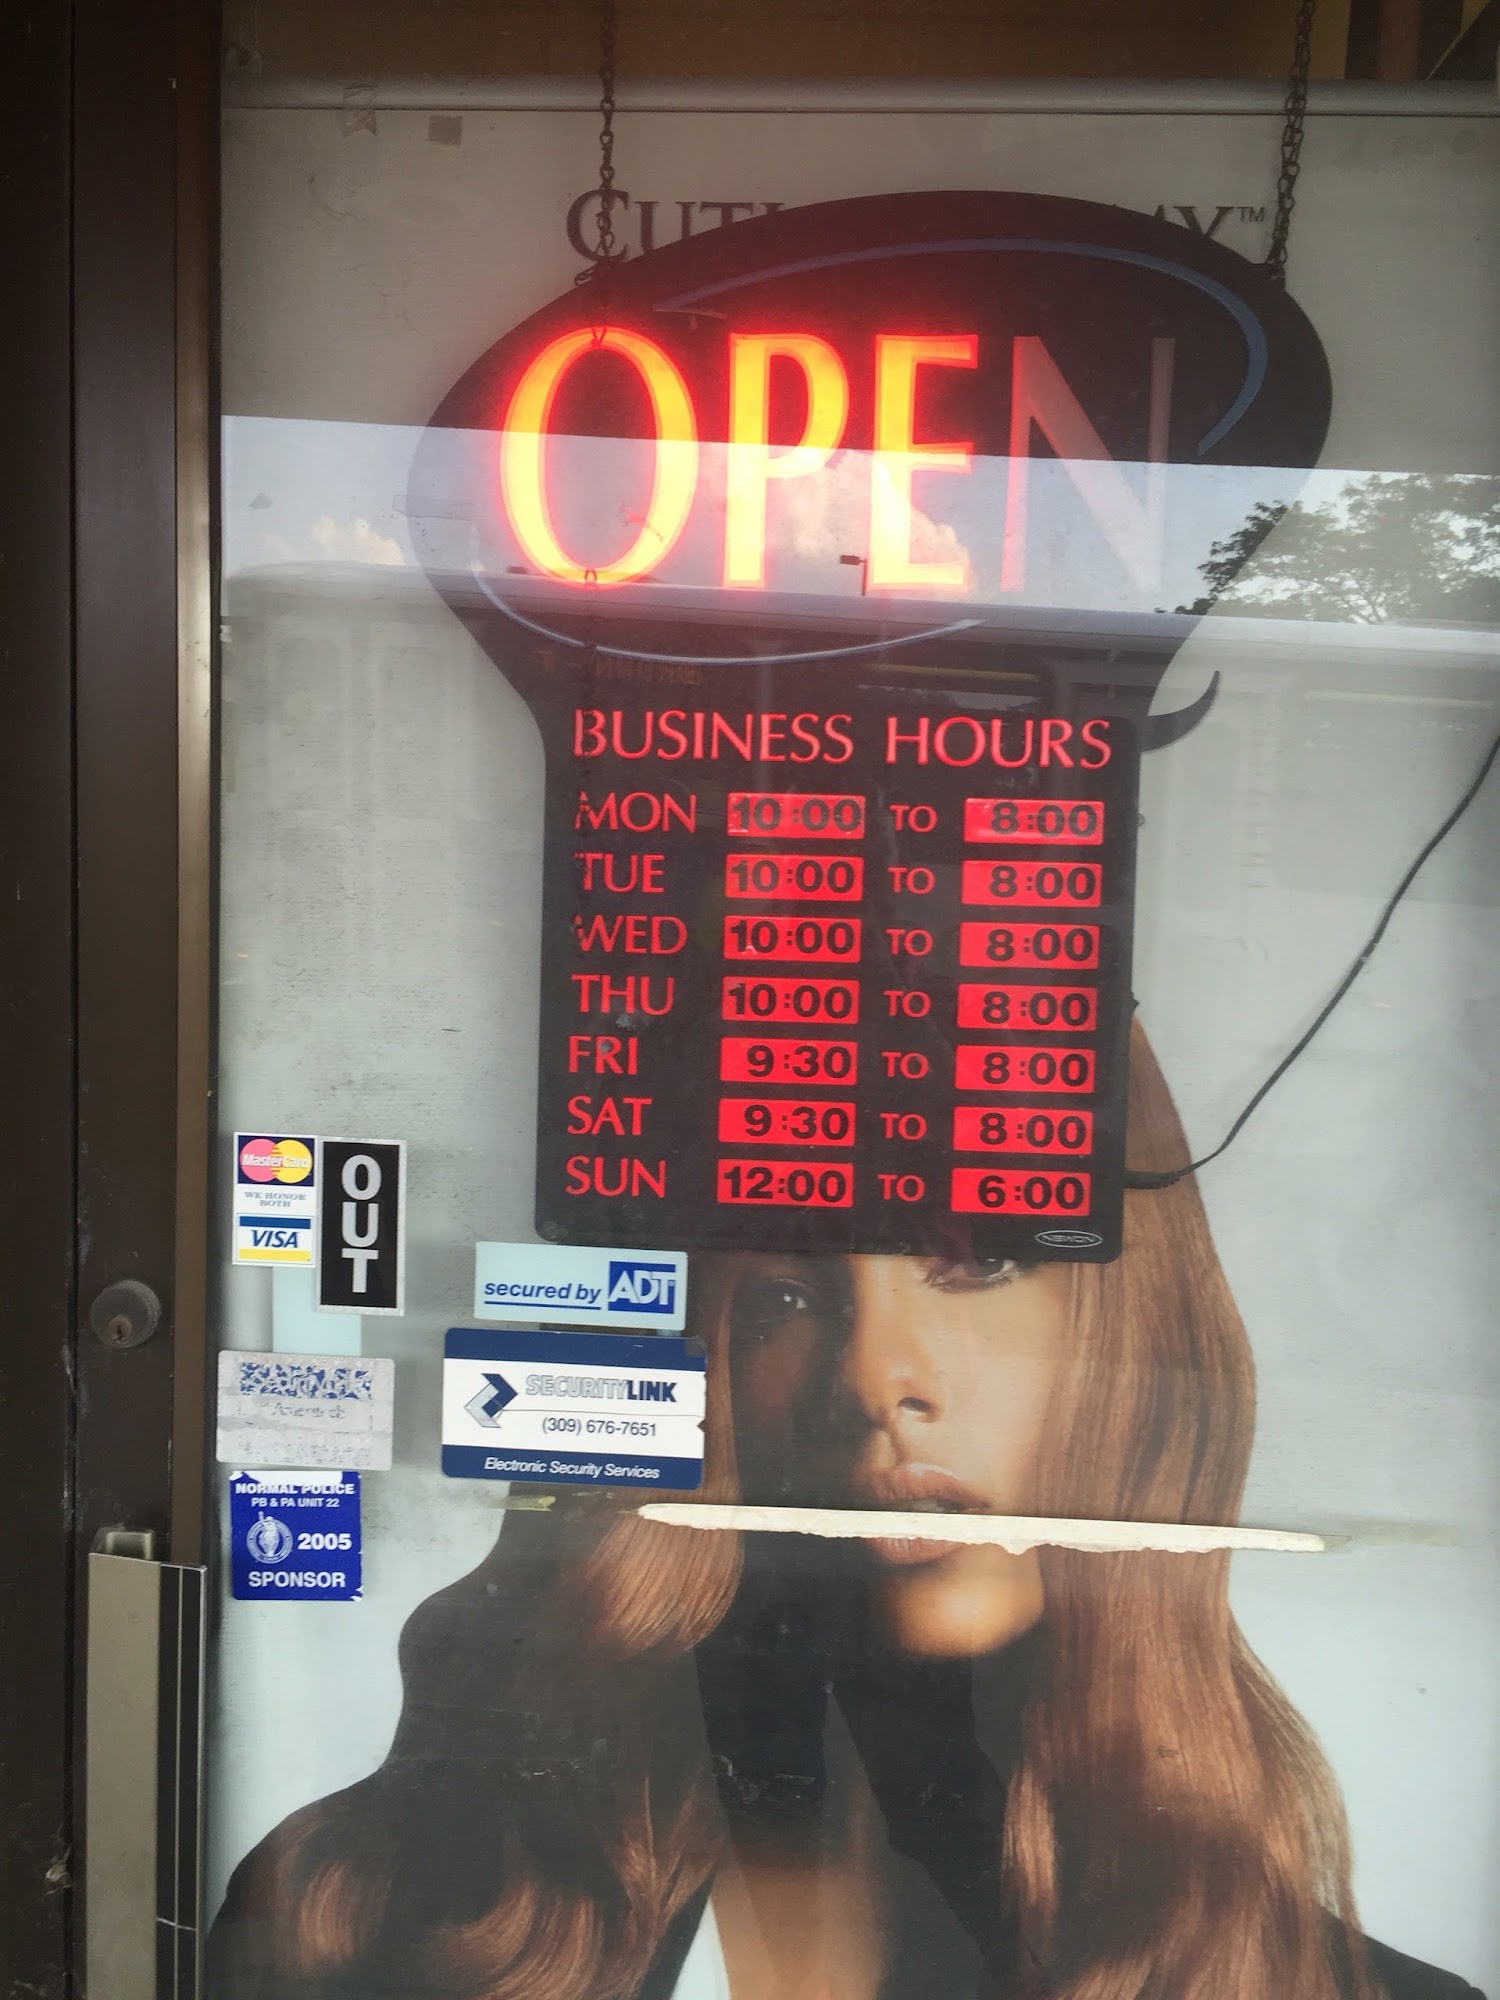 CUT MY™
OPEN
BUSINESS HOURS
MON 10:00 TO 8:00
TUE 10:00 TO 8:00
WED 10:00 TO 8:00
THU 10:00 TO 8:00
FRI 9:30 TO 8:00
SAT 9:30 TO 8:00
SUN 12:00 TO 6:00
NEWON
MasterCard
WE HONOR
BOTH
VISA
OUT
secured by ADT
SECURITYLINK
(309) 676-7651
Electronic Security Services
NORMAL POLICE
PB & PA UNIT 22
2005
SPONSOR